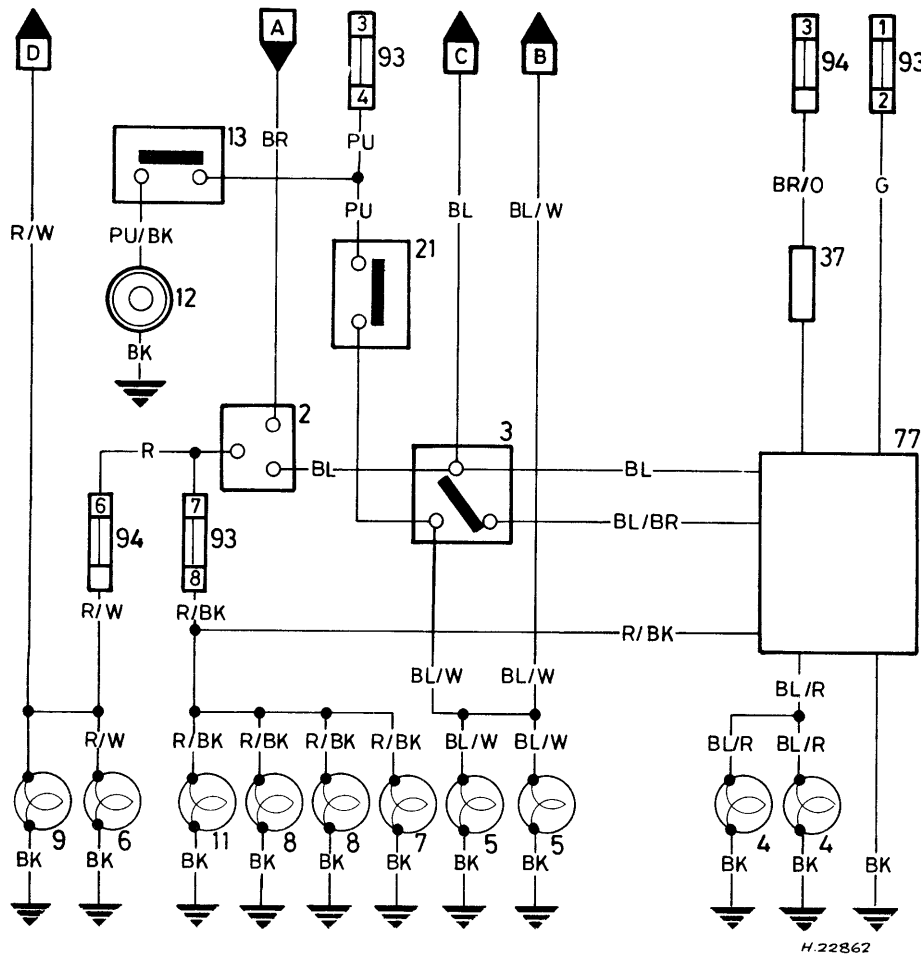 D
A
3
93
4
C
B
3
94
1
93
2
13
BR
PU
BR/O
G
R/W
PU/BK
PU
BL
BL/W
21
37
12
BK
2
3
77
R
BL
BL
6
94
7
93
8
BL/BR
R/W
R/BK
R/BK
BL/W
BL/W
BL/R
R/W
R/BK
R/BK
R/BK
R/BK
BL/W
BL/W
BL/R
BL/R
9
6
11
8
8
7
5
5
4
4
BK
BK
BK
BK
BK
BK
BK
BK
BK
BK
BK
H.22862